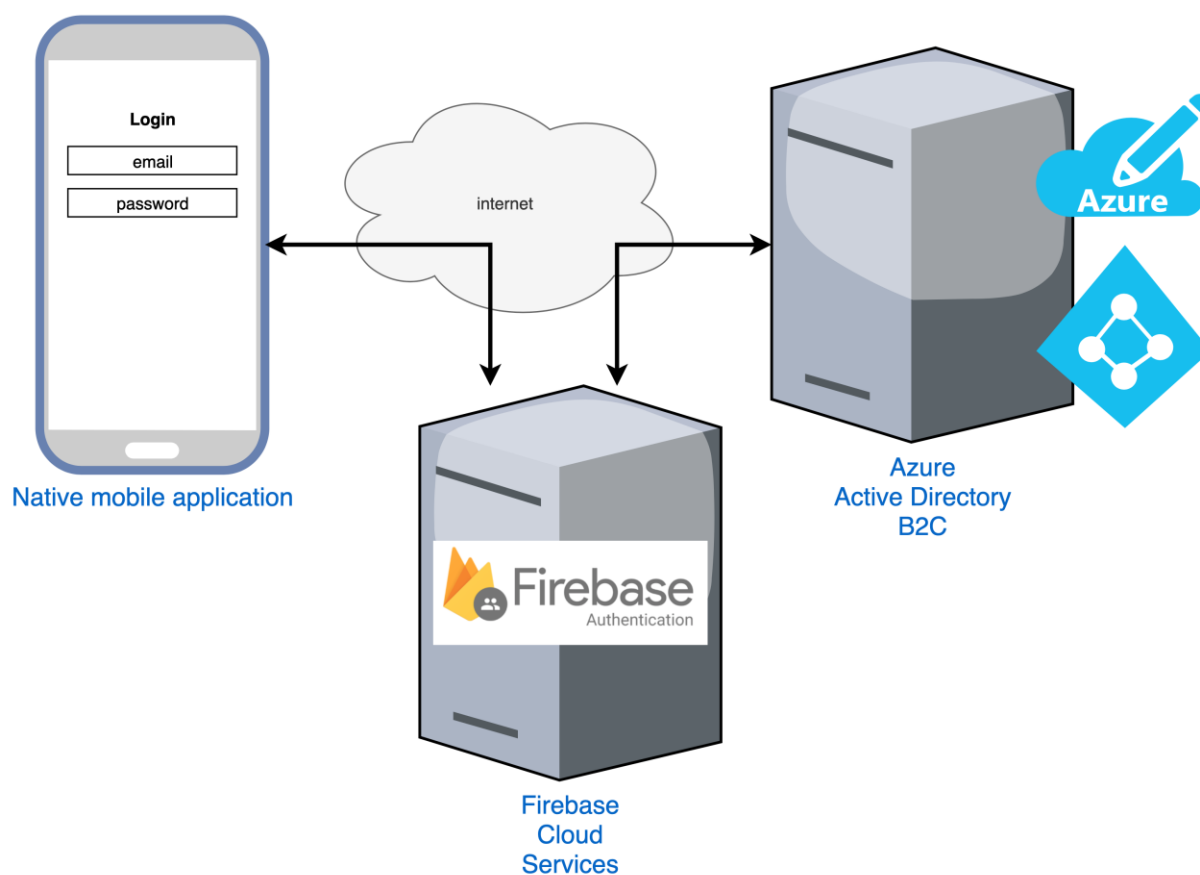 Login
email
password
internet
Azure
Native mobile application
Azure
Active Directory
B2C
Firebase
Authentication
Firebase
Cloud
Services